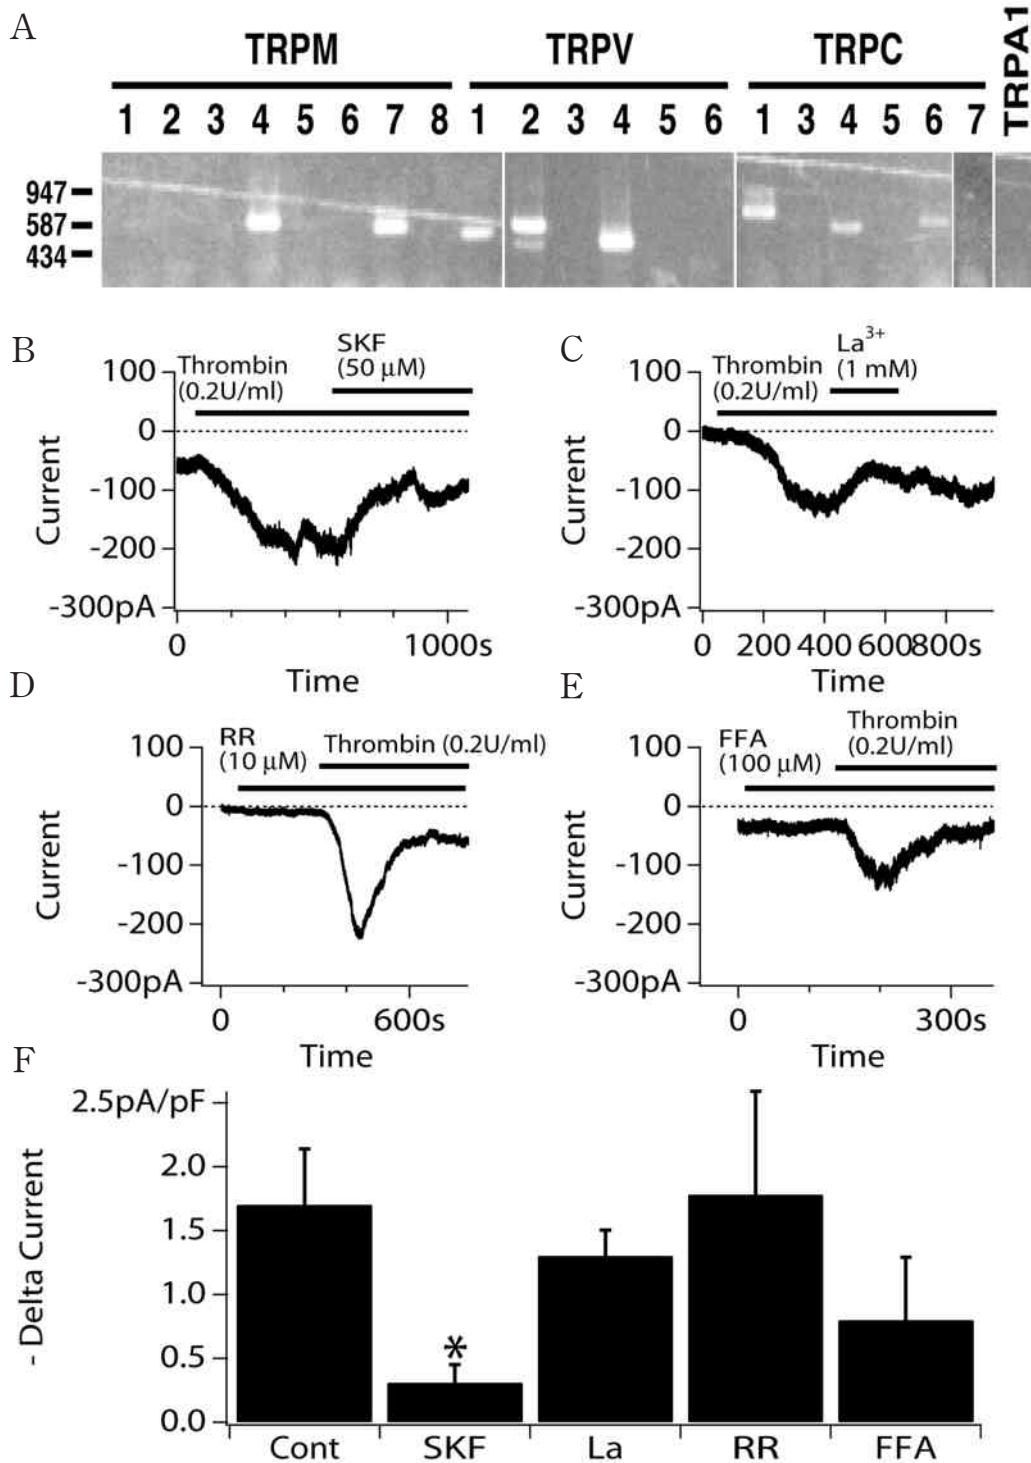 A
TRPM TRPV TRPC TRPA1
1 2 3 4 5 6 7 8 1 2 3 4 5 6 1 3 4 5 6 7
947
587
434
B
SKF
(50 μM)
Thrombin
(0.2U/ml)
100
0
-100
-200
-300pA
Current
0 1000s
Time
C
La3+
(1 mM)
Thrombin
(0.2U/ml)
100
0
-100
-200
-300pA
Current
0 200 400 600 800s
Time
D
RR
(10 μM)
Thrombin (0.2U/ml)
100
0
-100
-200
-300pA
Current
0 600s
Time
E
Thrombin
(0.2U/ml)
FFA
(100 μM)
100
0
-100
-200
-300pA
Current
0 300s
Time
F
2.5pA/pF
2.0
1.5
1.0
0.5
0.0
- Delta Current
*
Cont SKF La RR FFA